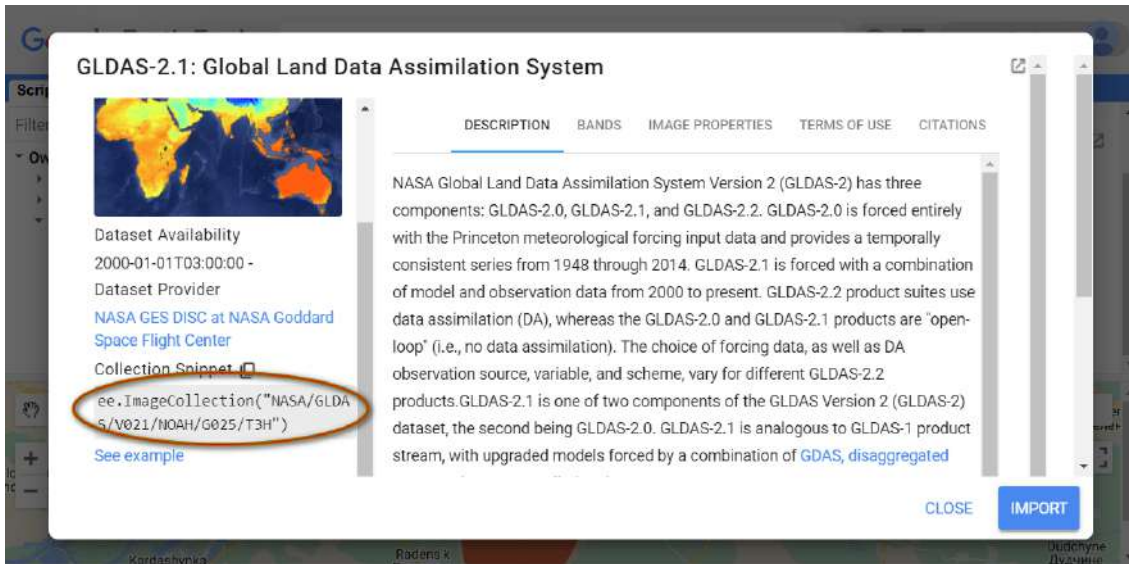 GLDAS-2.1: Global Land Data Assimilation System
Dataset Availability
2000-01-01T03:00:00 -
Dataset Provider
NASA GES DISC at NASA Goddard
Space Flight Center
Collection Snippet
ee.ImageCollection("NASA/GLDA
S/V021/NOAH/G025/T3H")
See example
DESCRIPTION BANDS IMAGE PROPERTIES TERMS OF USE CITATIONS
NASA Global Land Data Assimilation System Version 2 (GLDAS-2) has three
components: GLDAS-2.0, GLDAS-2.1, and GLDAS-2.2. GLDAS-2.0 is forced entirely
with the Princeton meteorological forcing input data and provides a temporally
consistent series from 1948 through 2014. GLDAS-2.1 is forced with a combination
of model and observation data from 2000 to present. GLDAS-2.2 product suites use
data assimilation (DA), whereas the GLDAS-2.0 and GLDAS-2.1 products are "open-
loop" (i.e., no data assimilation). The choice of forcing data, as well as DA
observation source, variable, and scheme, vary for different GLDAS-2.2
products.GLDAS-2.1 is one of two components of the GLDAS Version 2 (GLDAS-2)
dataset, the second being GLDAS-2.0. GLDAS-2.1 is analogous to GLDAS-1 product
stream, with upgraded models forced by a combination of GDAS, disaggregated
CLOSE IMPORT
Kardashynka
Radens'k
Dudchyne